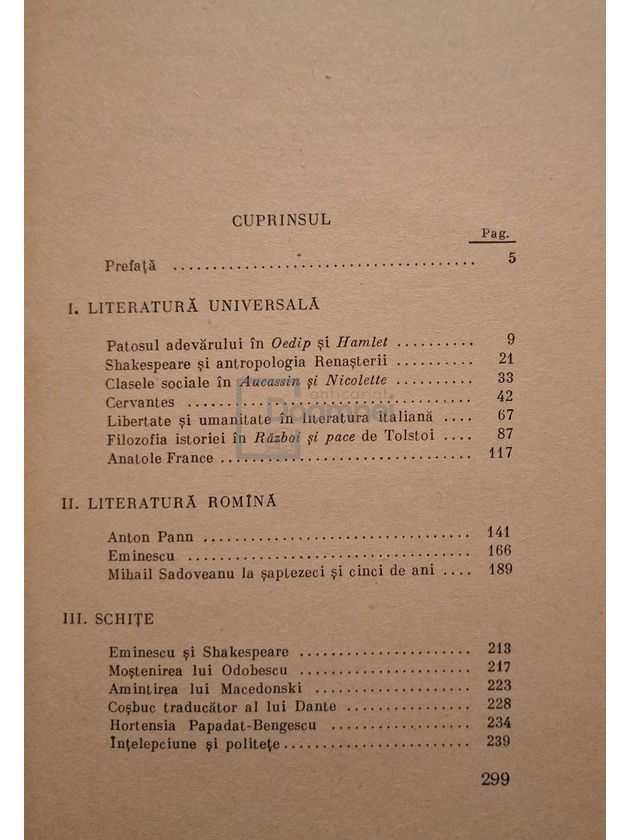 CUPRINSUL
Pag.
Prefață ........................................ 5
I. LITERATURĂ UNIVERSALĂ
Patosul adevărului în Oedip și Hamlet .......... 9
Shakespeare și antropologia Renașterii .......... 21
Clasele sociale în Aucassin și Nicolette .......... 33
Cervantes ........................................ 42
Libertate și umanitate în literatura italiană .... 67
Filozofia istoriei în Război și pace de Tolstoi .... 87
Anatole France .................................. 117
II. LITERATURĂ ROMÎNĂ
Anton Pann .................................. 141
Eminescu .................................... 166
Mihail Sadoveanu la șaptezeci și cinci de ani .... 189
III. SCHIȚE
Eminescu și Shakespeare ...................... 213
Moștenirea lui Odobescu ...................... 217
Amintirea lui Macedonski .................... 223
Coșbuc traducător al lui Dante ................ 228
Hortensia Papadat-Bengescu .................. 234
Înțelepciune și politețe ........................ 239
299
anticariat
Doamnei